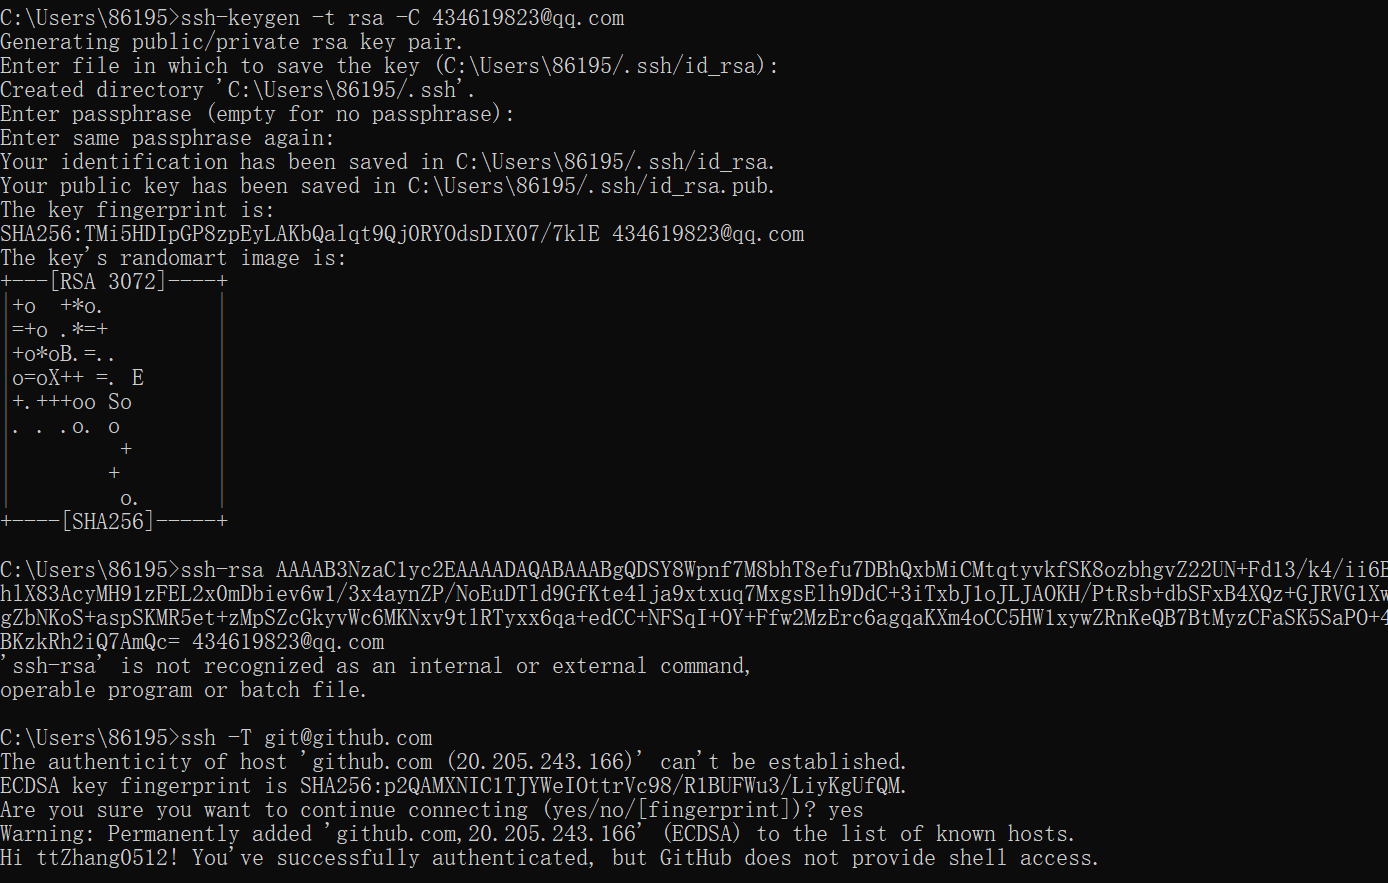 C:\Users\86195>ssh-keygen -t rsa -C 434619823@qq.com
Generating public/private rsa key pair.
Enter file in which to save the key (C:\Users\86195/.ssh/id_rsa):
Created directory 'C:\Users\86195/.ssh'.
Enter passphrase (empty for no passphrase):
Enter same passphrase again:
Your identification has been saved in C:\Users\86195/.ssh/id_rsa.
Your public key has been saved in C:\Users\86195/.ssh/id_rsa.pub.
The key fingerprint is:
SHA256:TMi5HDIpGP8zpEyLAKbQalqt9QjORYOdsDIX07/7klE 434619823@qq.com
The key's randomart image is:
+---[RSA 3072]----+
|+o  +*o.         |
|=+o .*=+         |
|+o*oB.=..        |
|o=oX++ =. E      |
|+.+++oo So       |
|. . .o. o        |
|         +       |
|        +        |
|         o.      |
+----[SHA256]-----+
C:\Users\86195>ssh-rsa AAAAB3NzaC1yc2EAAAADAQABAAABgQDSY8Wpnf7M8bhT8efu7DBhQxbMiCMtqtyvkfSK8ozbhgvZ22UN+Fd13/k4/ii6E
hlX83AcyMH91zFEL2x0mDbiev6w1/3x4aynZP/NoEuDTld9GfKte4lja9xtxuq7MxgsElh9DdC+3iTxbJ1oJLJAOKH/PtRsb+dbSFxB4XQz+GJRVG1Xw
gZbNKoS+aspSKMR5et+zMpSZcGkyvWc6MKNxv9tlRTyxx6qa+edCC+NFSqI+OY+Ffw2MzErc6agqaKXm4oCC5HW1xywZRnKeQB7BtMyzCFaSK5SaPO+4
BKzkRh2iQ7AmQc= 434619823@qq.com
'ssh-rsa' is not recognized as an internal or external command,
operable program or batch file.
C:\Users\86195>ssh -T git@github.com
The authenticity of host 'github.com (20.205.243.166)' can't be established.
ECDSA key fingerprint is SHA256:p2QAMXNIC1TJYWeIOttrVc98/R1BUFWu3/LiyKgUfQM.
Are you sure you want to continue connecting (yes/no/[fingerprint])? yes
Warning: Permanently added 'github.com,20.205.243.166' (ECDSA) to the list of known hosts.
Hi ttZhang0512! You've successfully authenticated, but GitHub does not provide shell access.